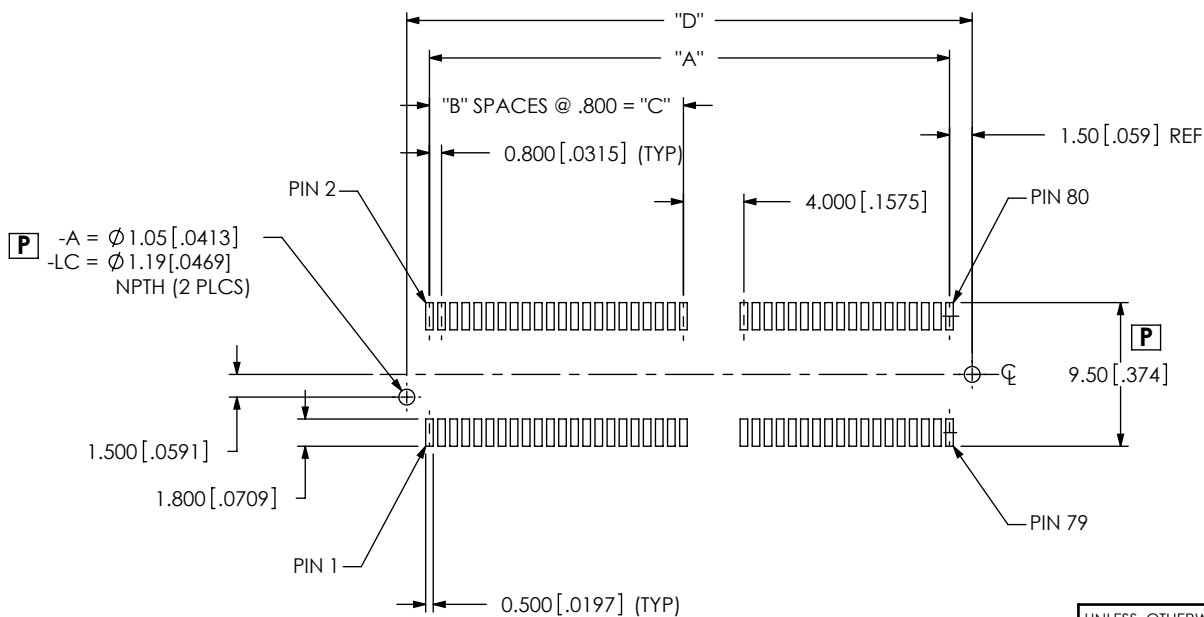 "D"
"A"
"B" SPACES @ .800 = "C"
1.50 [.059] REF
0.800 [.0315] (TYP)
PIN 2
4.000 [.1575]
PIN 80
P
-A = Ø1.05 [.0413]
-LC = Ø1.19 [.0469]
NPTH (2 PLCS)
P
℄
9.50 [.374]
1.500 [.0591]
1.800 [.0709]
PIN 79
PIN 1
0.500 [.0197] (TYP)